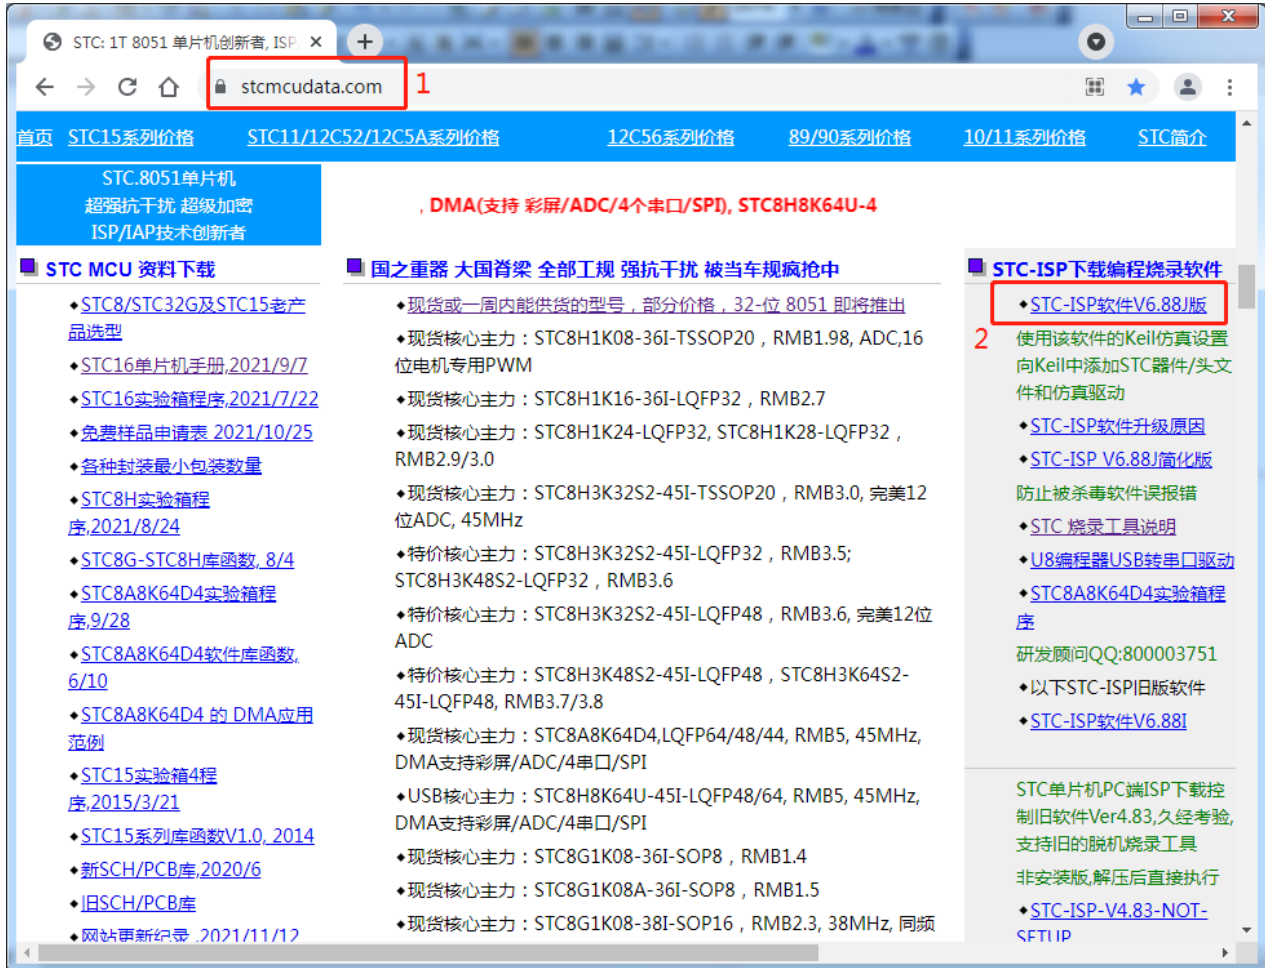 STC: 1T 8051 单片机创新者, ISP
stcmcudata.com
1
首页 STC15系列价格 STC11/12C52/12C5A系列价格 12C56系列价格 89/90系列价格 10/11系列价格 STC简介
STC.8051单片机
超强抗干扰 超级加密
ISP/IAP技术创新者
, DMA(支持 彩屏/ADC/4个串口/SPI), STC8H8K64U-4
STC MCU 资料下载
◆STC8/STC32G及STC15老产
品选型
◆STC16单片机手册,2021/9/7
◆STC16实验箱程序,2021/7/22
◆免费样品申请表 2021/10/25
◆各种封装最小包装数量
◆STC8H实验箱程
序,2021/8/24
◆STC8G-STC8H库函数, 8/4
◆STC8A8K64D4实验箱程
序,9/28
◆STC8A8K64D4软件库函数,
6/10
◆STC8A8K64D4 的 DMA应用
范例
◆STC15实验箱4程
序,2015/3/21
◆STC15系列库函数V1.0, 2014
◆新SCH/PCB库,2020/6
◆旧SCH/PCB库
◆网站更新纪录 ,2021/11/12
国之重器 大国脊梁 全部工规 强抗干扰 被当车规疯抢中
◆现货或一周内能供货的型号，部分价格，32-位 8051 即将推出
◆现货核心主力：STC8H1K08-36I-TSSOP20，RMB1.98, ADC,16
位电机专用PWM
◆现货核心主力：STC8H1K16-36I-LQFP32，RMB2.7
◆现货核心主力：STC8H1K24-LQFP32, STC8H1K28-LQFP32，
RMB2.9/3.0
◆现货核心主力：STC8H3K32S2-45I-TSSOP20，RMB3.0, 完美12
位ADC, 45MHz
◆特价核心主力：STC8H3K32S2-45I-LQFP32，RMB3.5;
STC8H3K48S2-LQFP32，RMB3.6
◆特价核心主力：STC8H3K32S2-45I-LQFP48，RMB3.6, 完美12位
ADC
◆特价核心主力：STC8H3K48S2-45I-LQFP48，STC8H3K64S2-
45I-LQFP48, RMB3.7/3.8
◆现货核心主力：STC8A8K64D4,LQFP64/48/44, RMB5, 45MHz,
DMA支持彩屏/ADC/4串口/SPI
◆USB核心主力：STC8H8K64U-45I-LQFP48/64, RMB5, 45MHz,
DMA支持彩屏/ADC/4串口/SPI
◆现货核心主力：STC8G1K08-36I-SOP8，RMB1.4
◆现货核心主力：STC8G1K08A-36I-SOP8，RMB1.5
◆现货核心主力：STC8G1K08-38I-SOP16，RMB2.3, 38MHz, 同频
STC-ISP下载编程烧录软件
◆STC-ISP软件V6.88J版
2
使用该软件的Keil仿真设置
向Keil中添加STC器件/头文
件和仿真驱动
◆STC-ISP软件升级原因
◆STC-ISP V6.88J简化版
防止被杀毒软件误报错
◆STC 烧录工具说明
◆U8编程器USB转串口驱动
◆STC8A8K64D4实验箱程
序
研发顾问QQ:800003751
◆以下STC-ISP旧版软件
◆STC-ISP软件V6.88I
STC单片机PC端ISP下载控
制旧软件Ver4.83,久经考验,
支持旧的脱机烧录工具
非安装版,解压后直接执行
◆STC-ISP-V4.83-NOT-
SETUP